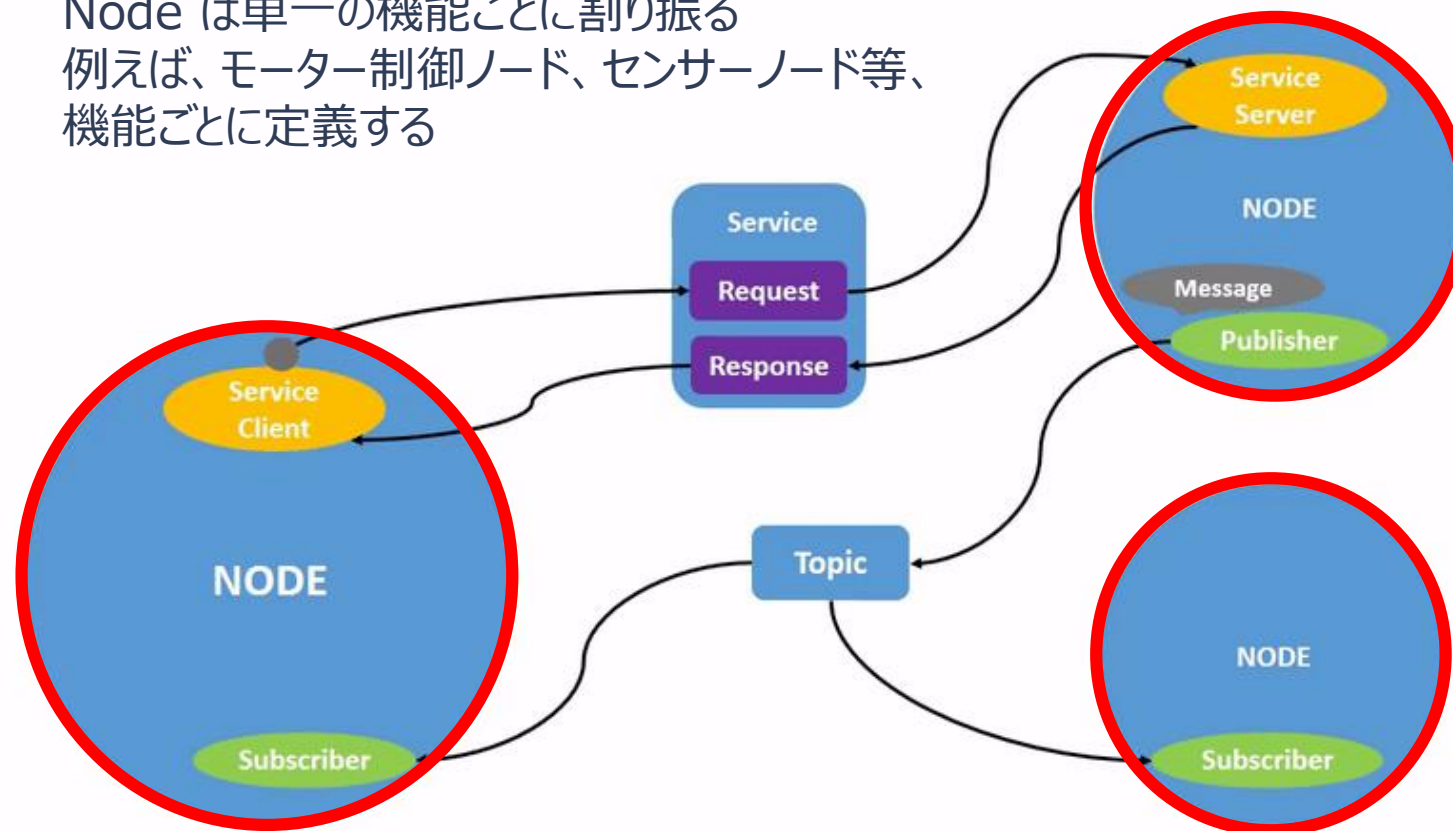 Node は単一の機能ごとに割り振る
例えば、モーター制御ノード、センサーノード等、
機能ごとに定義する
Service
Server
NODE
Message
Publisher
Service
Request
Response
Service
Client
NODE
Subscriber
Topic
NODE
Subscriber